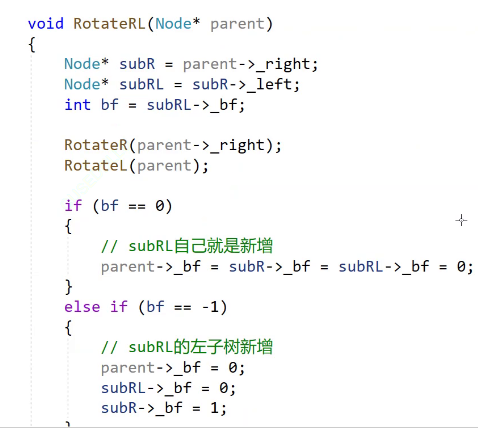 void RotateRL(Node* parent)
{
Node* subR = parent->_right;
Node* subRL = subR->_left;
int bf = subRL->_bf;
RotateR(parent->_right);
RotateL(parent);
if (bf == 0)
{
// subRL自己就是新增
parent->_bf = subR->_bf = subRL->_bf = 0;
}
else if (bf == -1)
{
// subRL的左子树新增
parent->_bf = 0;
subRL->_bf = 0;
subR->_bf = 1;
}